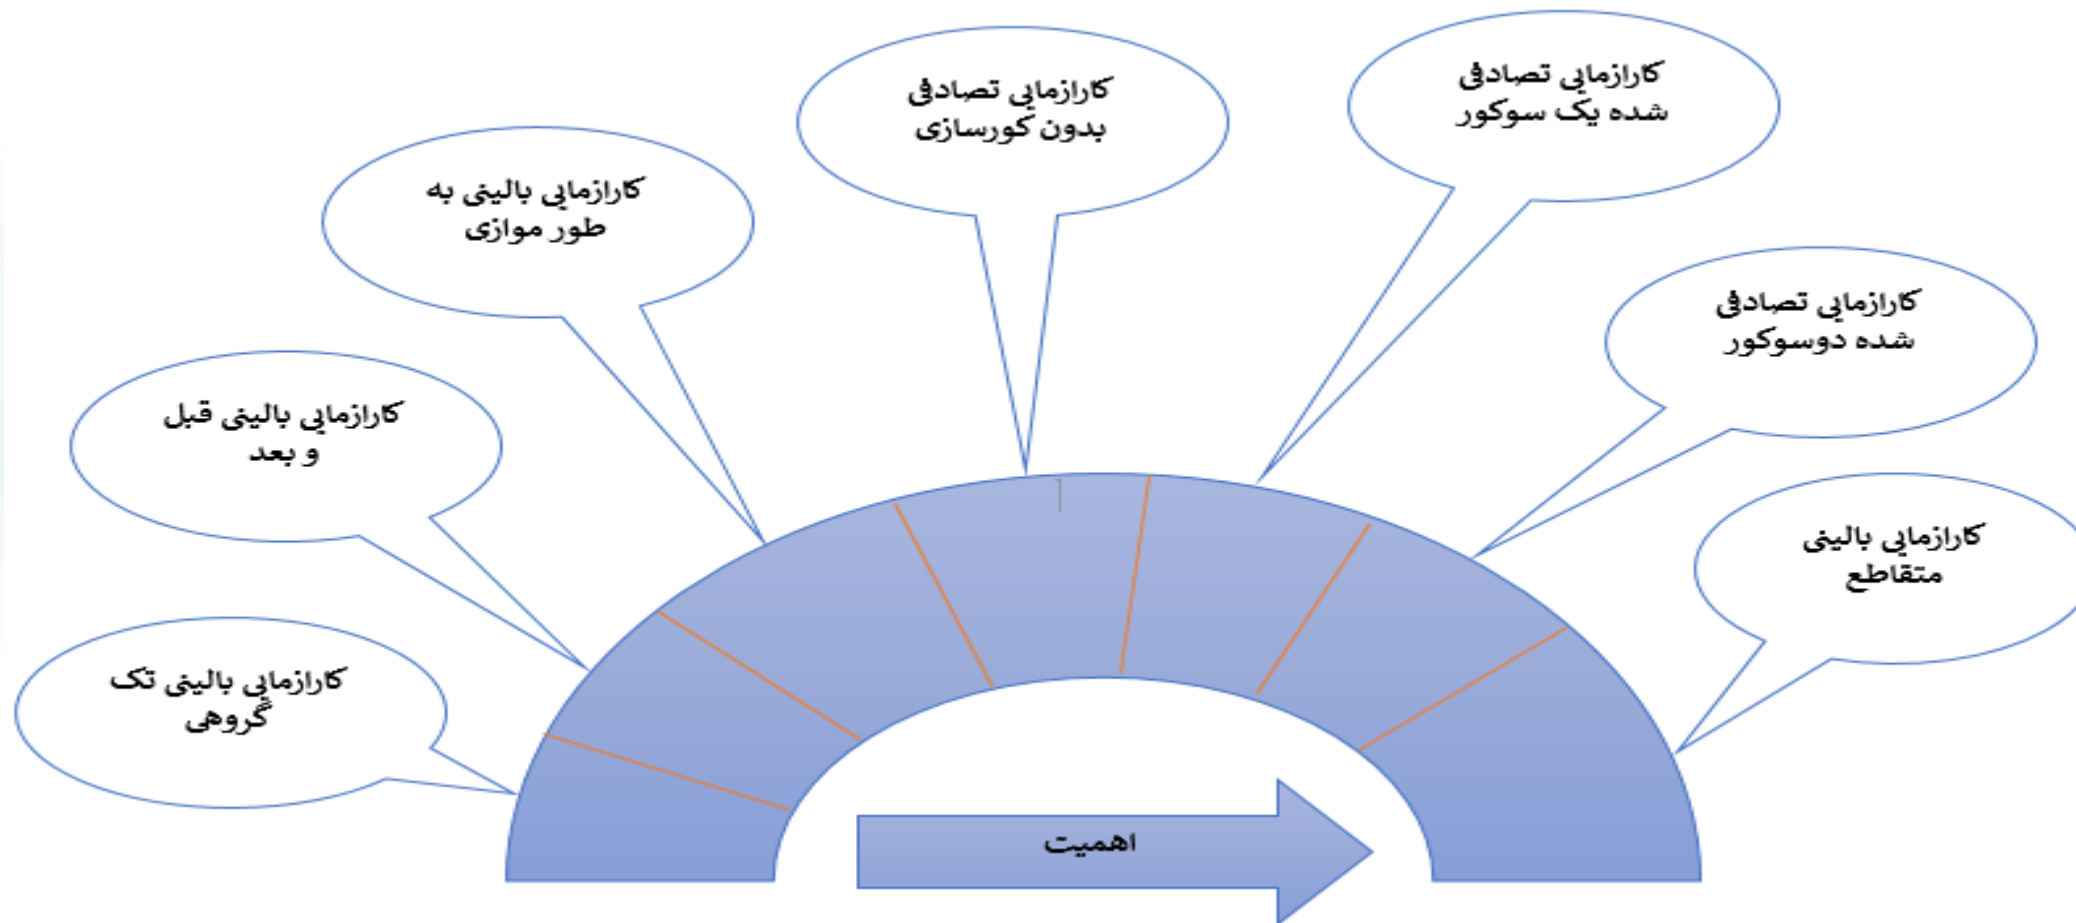 کارازمایی تصادفی
شده یک سوکور
کارازمایی تصادفی
بدون کورسازی
کارازمایی بالینی به
طور موازی
کارازمایی تصادفی
شده دوسوکور
کارازمایی بالینی قبل
و بعد
کارازمایی بالینی
متقاطع
کارازمایی بالینی تک
گروهی
اهمیت